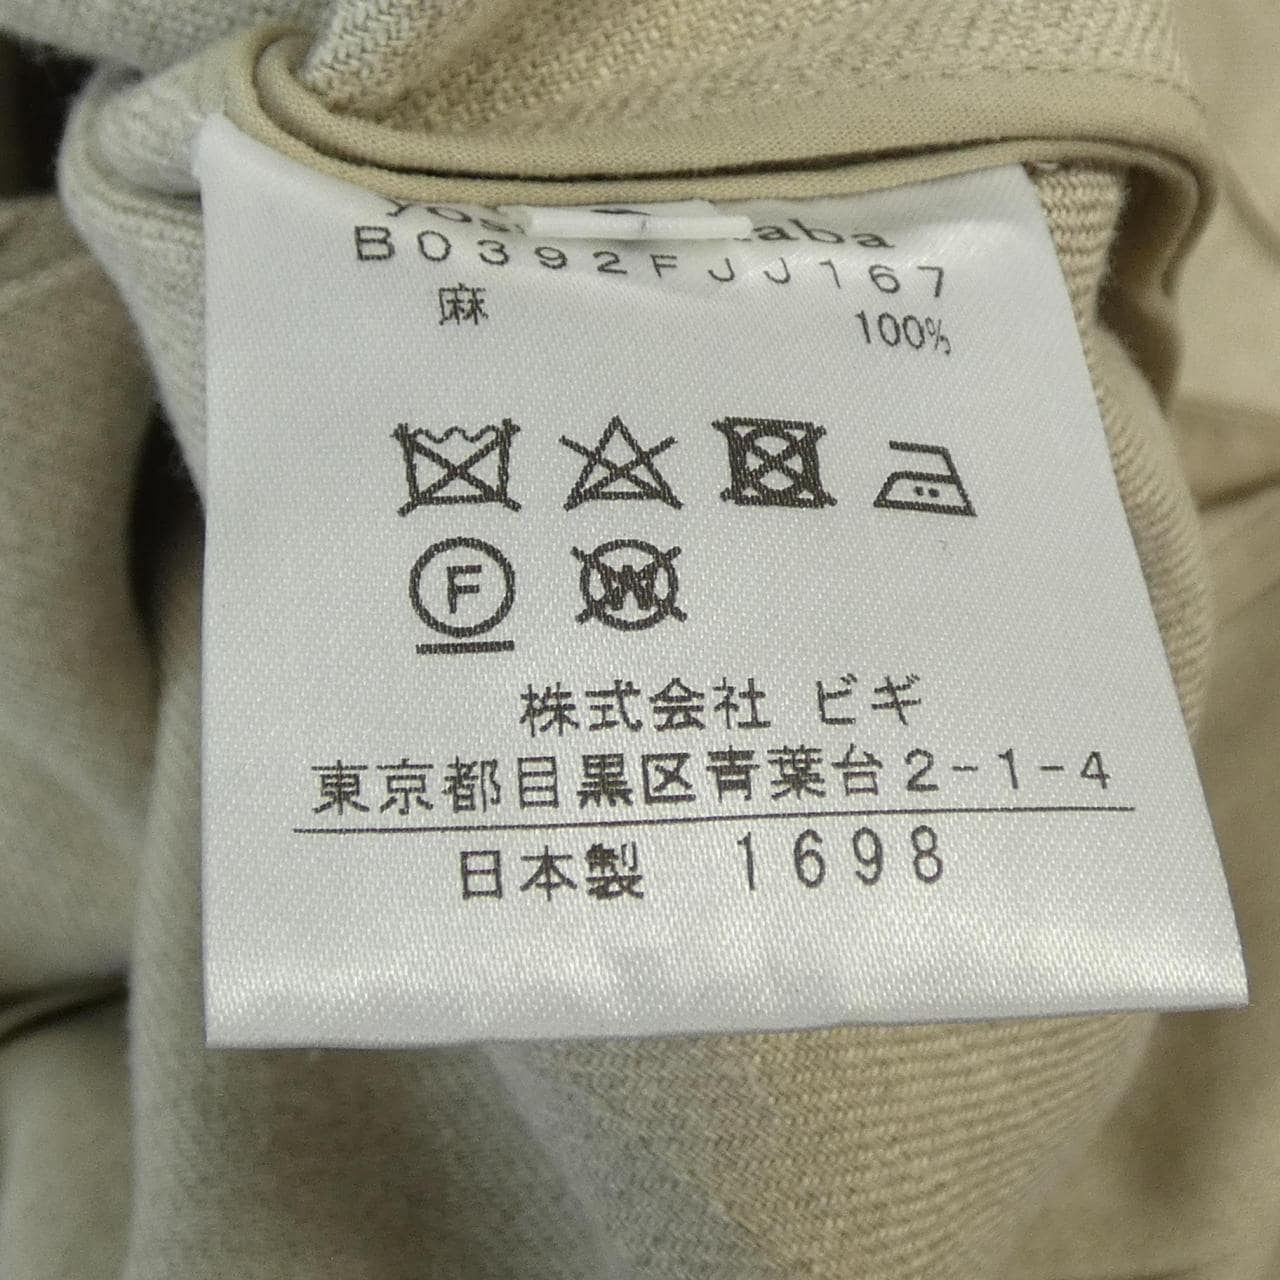 B0392FJJ167
麻 100%
F
W
株式会社 ビギ
東京都目黒区青葉台2-1-4
日本製 1698